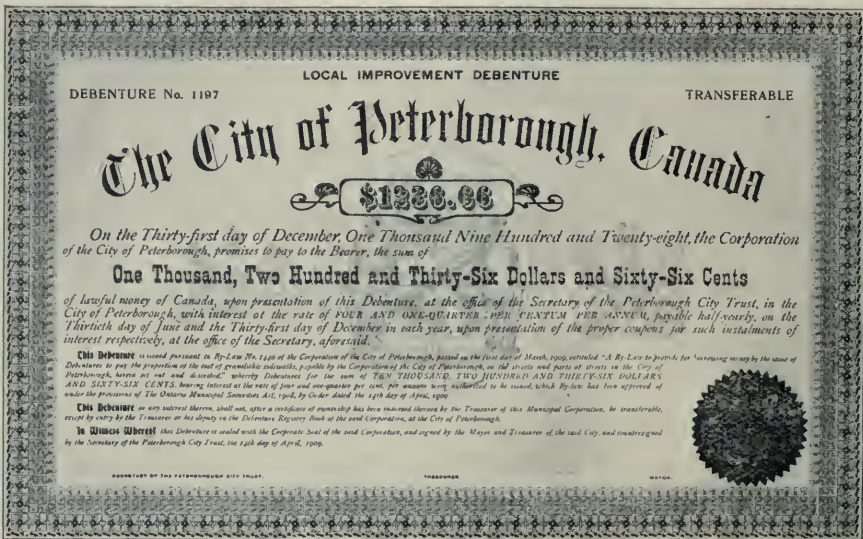 LOCAL IMPROVEMENT DEBENTURE
DEBENTURE No. 1197
TRANSFERABLE
The City of Peterborough, Canada
$1236.66
On the Thirty-first day of December, One Thousand Nine Hundred and Twenty-eight, the Corporation
of the City of Peterborough, promises to pay to the Bearer, the sum of
One Thousand, Two Hundred and Thirty-Six Dollars and Sixty-Six Cents
of lawful money of Canada, upon presentation of this Debenture, at the office of the Secretary of the Peterborough City Trust, in the
City of Peterborough, with interest at the rate of FOUR AND ONE-QUARTER PER CENTUM PER ANNUM, payable half-yearly, on the
Thirtieth day of June and the Thirty-first day of December in each year, upon presentation of the proper coupons for such instalments of
interest respectively, at the office of the Secretary, aforesaid.
This Debenture is issued pursuant to By-Law No. 1440 of the Corporation of the City of Peterborough, passed on the first day of March, 1909, entituled "A By-Law to provide for borrowing money by the issue of
Debentures to pay the proportion of the cost of granolithic sidewalks, payable by the Corporation of the City of Peterborough, on streets and parts of streets in the City of
Peterborough, herein set out and described," whereby Debentures for the sum of TEN THOUSAND, TWO HUNDRED AND THIRTY-SIX DOLLARS
AND SIXTY-SIX CENTS, bearing interest at the rate of four and one-quarter per cent. per annum were authorized to be issued, which By-law has been approved of
under the provisions of The Ontario Municipal Securities Act, 1908, by Order dated the 14th day of April, 1909
This Debenture or any interest therein, shall not, after a certificate of ownership has been indorsed thereon by the Treasurer of this Municipal Corporation, be transferable,
except by entry by the Treasurer or his deputy in the Debenture Registry Book of the said Corporation, at the City of Peterborough.
In Witness Whereof this Debenture is sealed with the Corporate Seal of the said Corporation, and signed by the Mayor and Treasurer of the said City, and countersigned
by the Secretary of the Peterborough City Trust, the 14th day of April, 1909.
SECRETARY OF THE PETERBOROUGH CITY TRUST.
TREASURER
MAYOR.